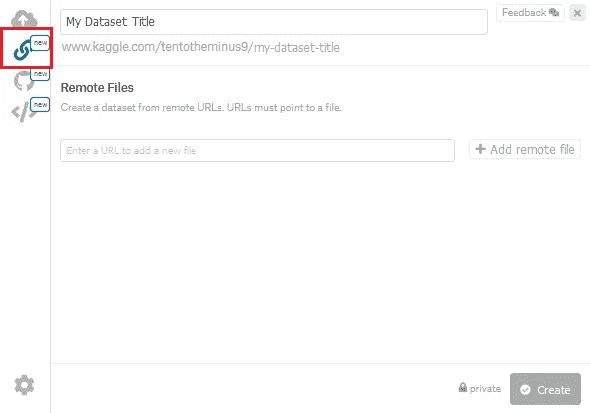 My Dataset Title
Feedback
www.kaggle.com/tentotheminus9/my-dataset-title
new
new
new
Remote Files
Create a dataset from remote URLs. URLs must point to a file.
Enter a URL to add a new file
Add remote file
private
Create